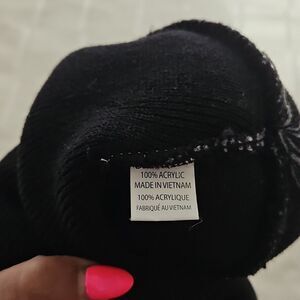 100% ACRYLIC
MADE IN VIETNAM
100% ACRYLIQUE
FABRIQUÉ AU VIETNAM